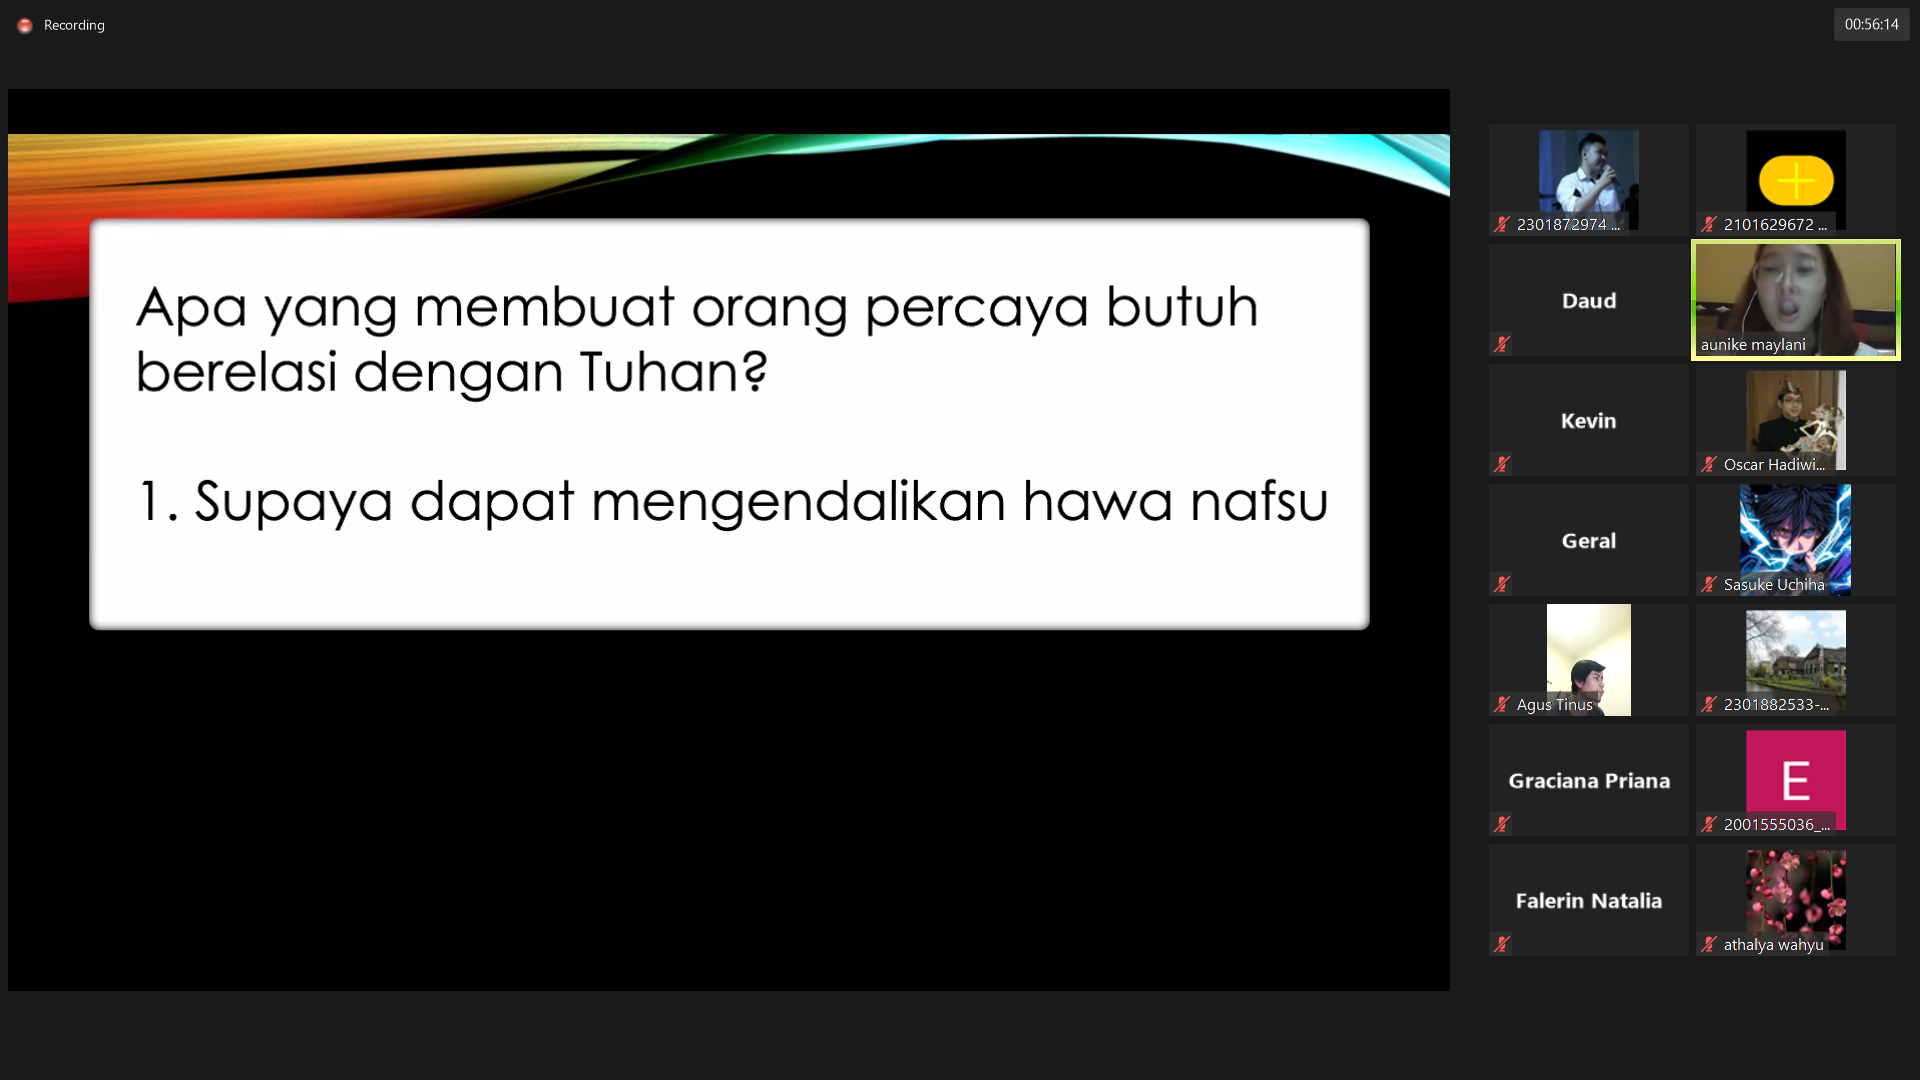 Recording
00:56:14
Apa yang membuat orang percaya butuh
berelasi dengan Tuhan?
1. Supaya dapat mengendalikan hawa nafsu
2301872974 ...
2101629672 ...
Daud
aunike maylani
Kevin
Oscar Hadiwi...
Geral
Sasuke Uchiha
Agus Tinus
2301882533-...
Graciana Priana
E
2001555036_...
Falerin Natalia
athalya wahyu